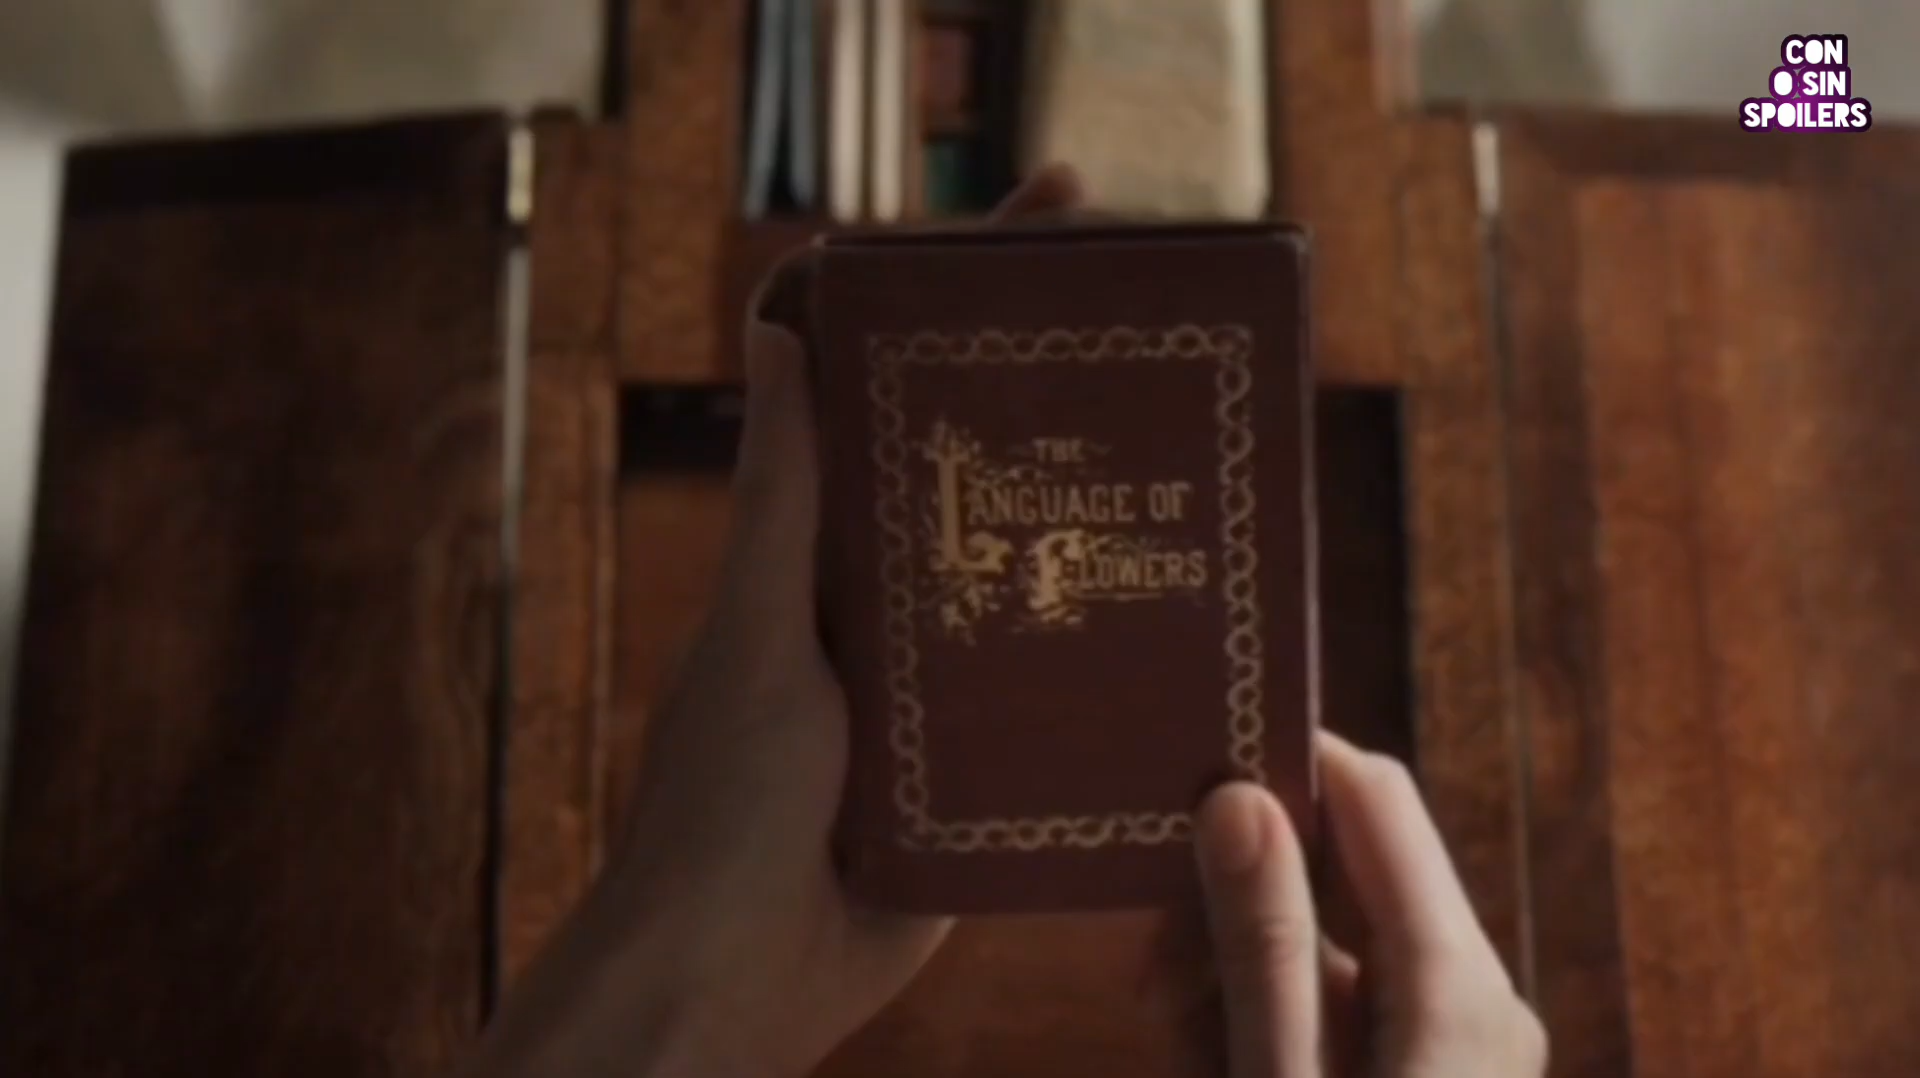 CON
O SIN
SPOILERS
THE
LANGUAGE OF
FLOWERS